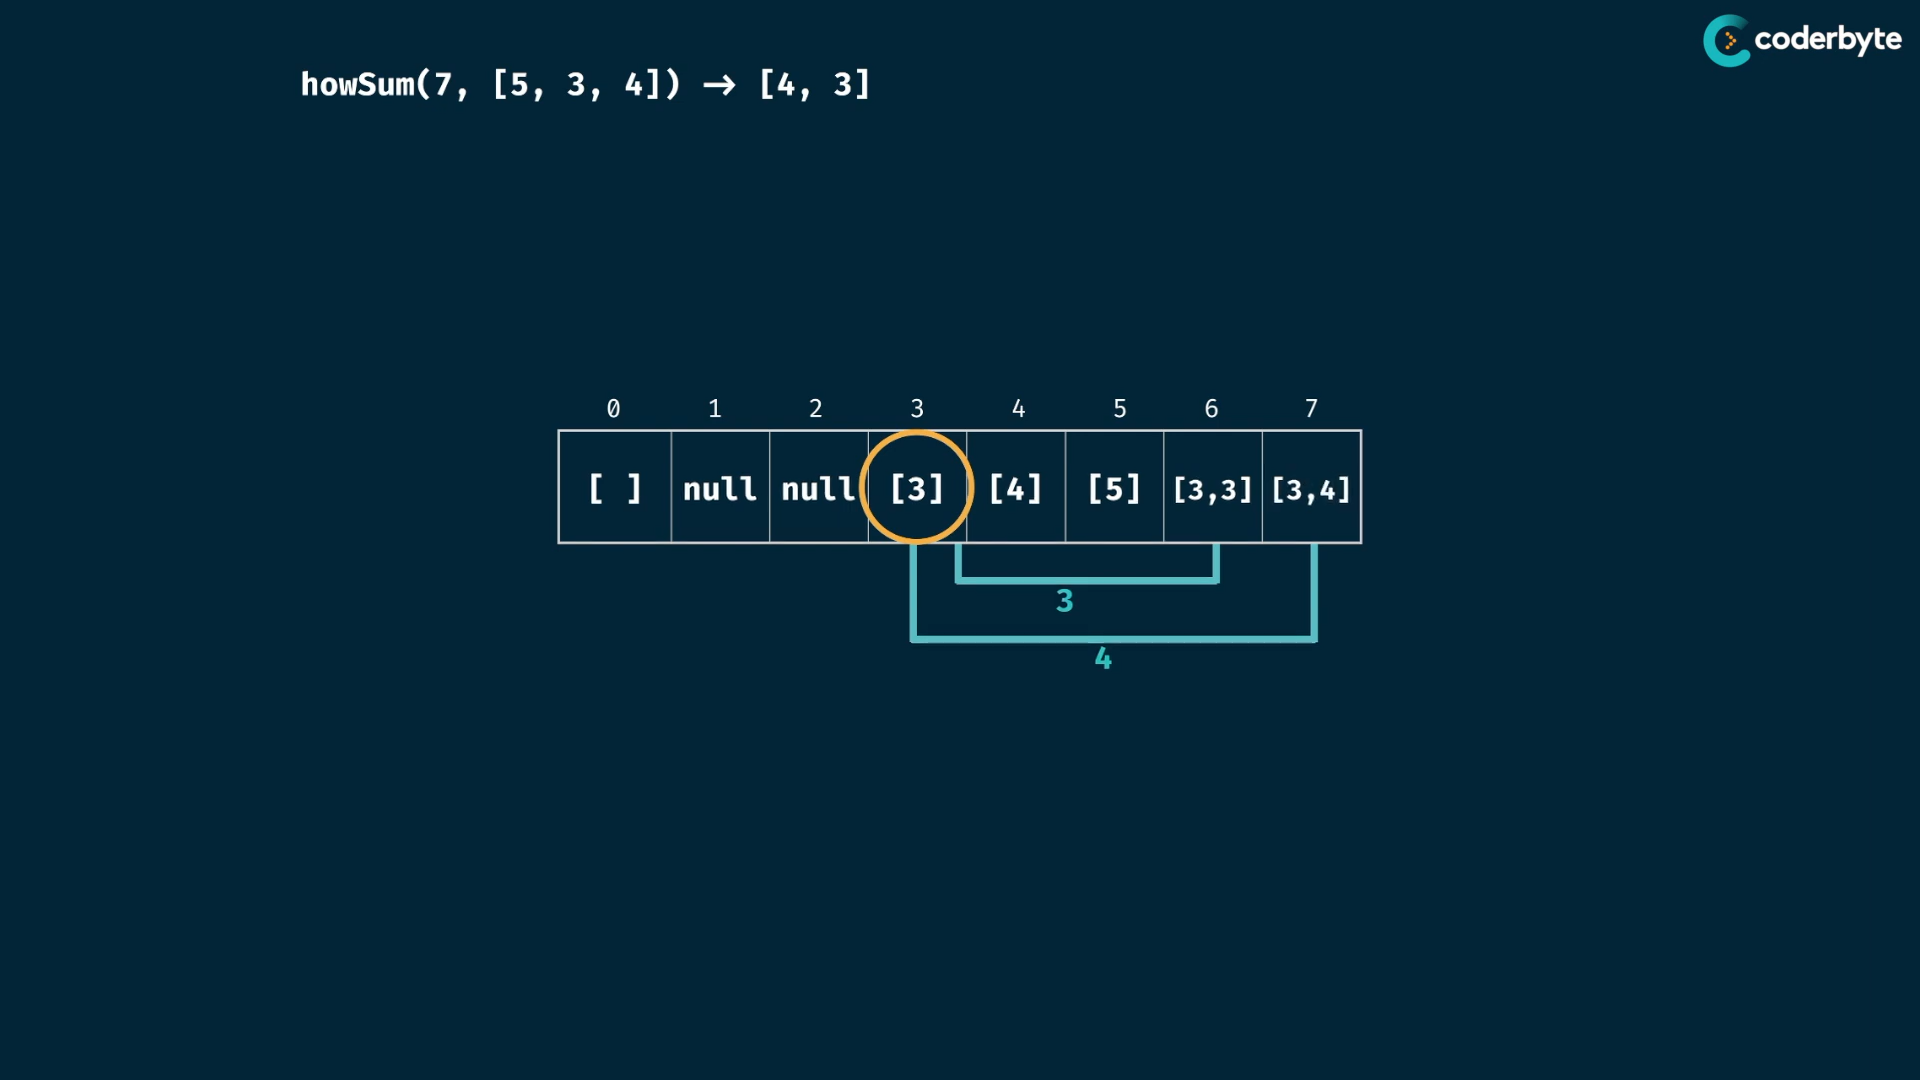 coderbyte
howSum(7, [5, 3, 4]) → [4, 3]
0 1 2 3 4 5 6 7
[ ] null null [3] [4] [5] [3,3] [3,4]
3
4